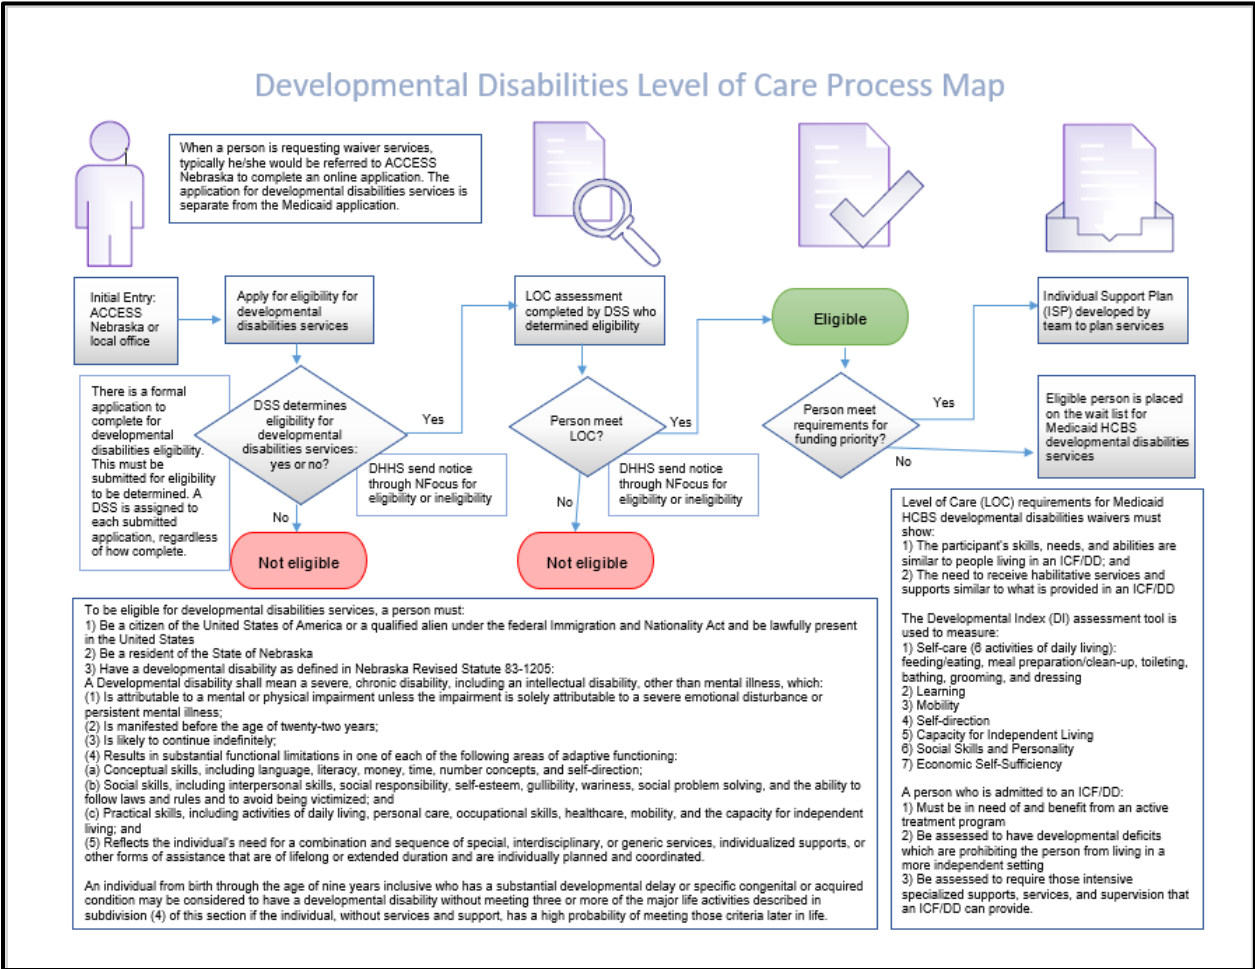 Developmental Disabilities Level of Care Process Map
When a person is requesting waiver services,
typically he/she would be referred to ACCESS
Nebraska to complete an online application. The
application for developmental disabilities services is
separate from the Medicaid application.
Initial Entry:
ACCESS
Nebraska or
local office
Apply for eligibility for
developmental
disabilities services
LOC assessment
completed by DSS who
determined eligibility
Eligible
Individual Support Plan
(ISP) developed by
team to plan services
There is a formal
application to
complete for
developmental
disabilities eligibility.
This must be
submitted for eligibility
to be determined. A
DSS is assigned to
each submitted
application, regardless
of how complete.
DSS determines
eligibility for
developmental
disabilities services:
yes or no?
Yes
DHHS send notice
through NFocus for
eligibility or ineligibility
No
Not eligible
Person meet
LOC?
Yes
DHHS send notice
through NFocus for
eligibility or ineligibility
No
Not eligible
Person meet
requirements for
funding priority?
Yes
No
Eligible person is placed
on the wait list for
Medicaid HCBS
developmental disabilities
services
To be eligible for developmental disabilities services, a person must:
1) Be a citizen of the United States of America or a qualified alien under the federal Immigration and Nationality Act and be lawfully present
in the United States
2) Be a resident of the State of Nebraska
3) Have a developmental disability as defined in Nebraska Revised Statute 83-1205:
A Developmental disability shall mean a severe, chronic disability, including an intellectual disability, other than mental illness, which:
(1) Is attributable to a mental or physical impairment unless the impairment is solely attributable to a severe emotional disturbance or
persistent mental illness;
(2) Is manifested before the age of twenty-two years;
(3) Is likely to continue indefinitely;
(4) Results in substantial functional limitations in one of each of the following areas of adaptive functioning:
(a) Conceptual skills, including language, literacy, money, time, number concepts, and self-direction;
(b) Social skills, including interpersonal skills, social responsibility, self-esteem, gullibility, wariness, social problem solving, and the ability to
follow laws and rules and to avoid being victimized; and
(c) Practical skills, including activities of daily living, personal care, occupational skills, healthcare, mobility, and the capacity for independent
living; and
(5) Reflects the individual's need for a combination and sequence of special, interdisciplinary, or generic services, individualized supports, or
other forms of assistance that are of lifelong or extended duration and are individually planned and coordinated.
An individual from birth through the age of nine years inclusive who has a substantial developmental delay or specific congenital or acquired
condition may be considered to have a developmental disability without meeting three or more of the major life activities described in
subdivision (4) of this section if the individual, without services and support, has a high probability of meeting those criteria later in life.
Level of Care (LOC) requirements for Medicaid
HCBS developmental disabilities waivers must
show:
1) The participant's skills, needs, and abilities are
similar to people living in an ICF/DD; and
2) The need to receive habilitative services and
supports similar to what is provided in an ICF/DD
The Developmental Index (DI) assessment tool is
used to measure:
1) Self-care (6 activities of daily living):
feeding/eating, meal preparation/clean-up, toileting,
bathing, grooming, and dressing
2) Learning
3) Mobility
4) Self-direction
5) Capacity for Independent Living
6) Social Skills and Personality
7) Economic Self-Sufficiency
A person who is admitted to an ICF/DD:
1) Must be in need of and benefit from an active
treatment program
2) Be assessed to have developmental deficits
which are prohibiting the person from living in a
more independent setting
3) Be assessed to require those intensive
specialized supports, services, and supervision that
an ICF/DD can provide.